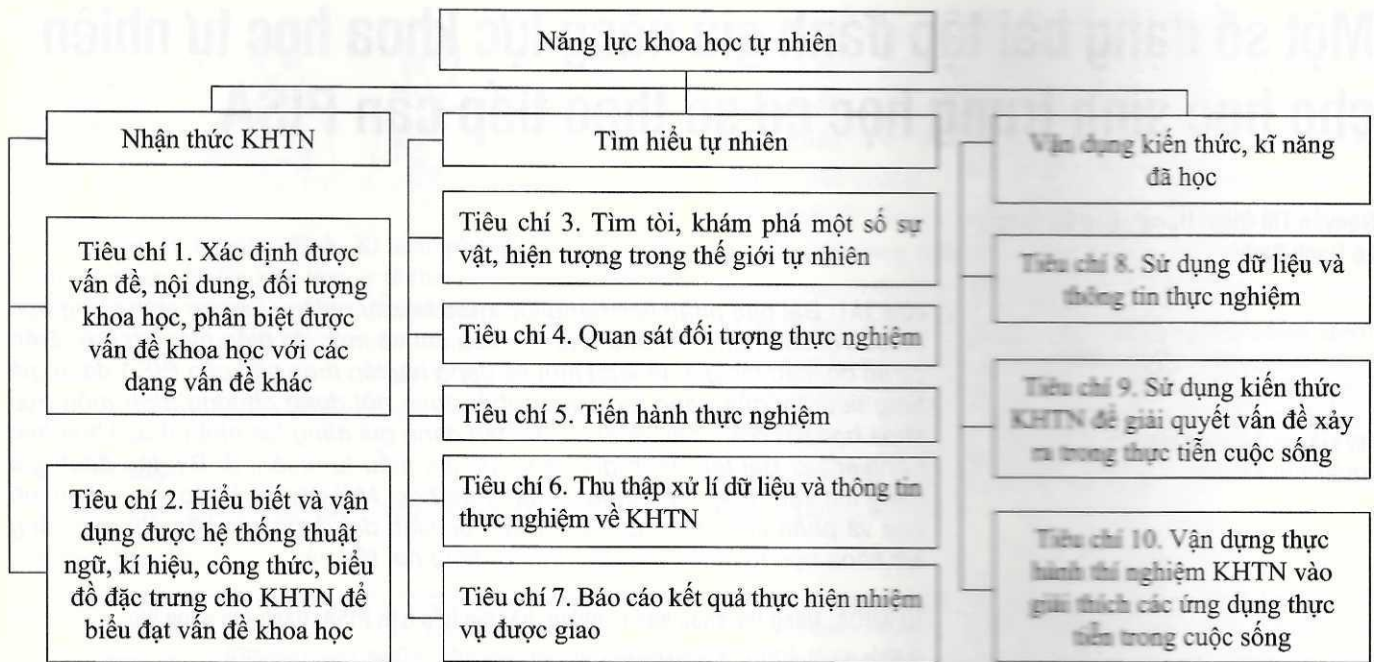 Năng lực khoa học tự nhiên
Nhận thức KHTN
Tiêu chí 1. Xác định được
vấn đề, nội dung, đối tượng
khoa học, phân biệt được
vấn đề khoa học với các
dạng vấn đề khác
Tiêu chí 2. Hiểu biết và vận
dụng được hệ thống thuật
ngữ, kí hiệu, công thức, biểu
đồ đặc trưng cho KHTN để
biểu đạt vấn đề khoa học
Tìm hiểu tự nhiên
Tiêu chí 3. Tìm tòi, khám phá một số sự
vật, hiện tượng trong thế giới tự nhiên
Tiêu chí 4. Quan sát đối tượng thực nghiệm
Tiêu chí 5. Tiến hành thực nghiệm
Tiêu chí 6. Thu thập xử lí dữ liệu và thông tin
thực nghiệm về KHTN
Tiêu chí 7. Báo cáo kết quả thực hiện nhiệm
vụ được giao
Vận dụng kiến thức, kĩ năng
đã học
Tiêu chí 8. Sử dụng dữ liệu và
thông tin thực nghiệm
Tiêu chí 9. Sử dụng kiến thức
KHTN để giải quyết vấn đề xảy
ra trong thực tiễn cuộc sống
Tiêu chí 10. Vận dựng thực
hành thí nghiệm KHTN vào
giải thích các ứng dụng thực
tiễn trong cuộc sống